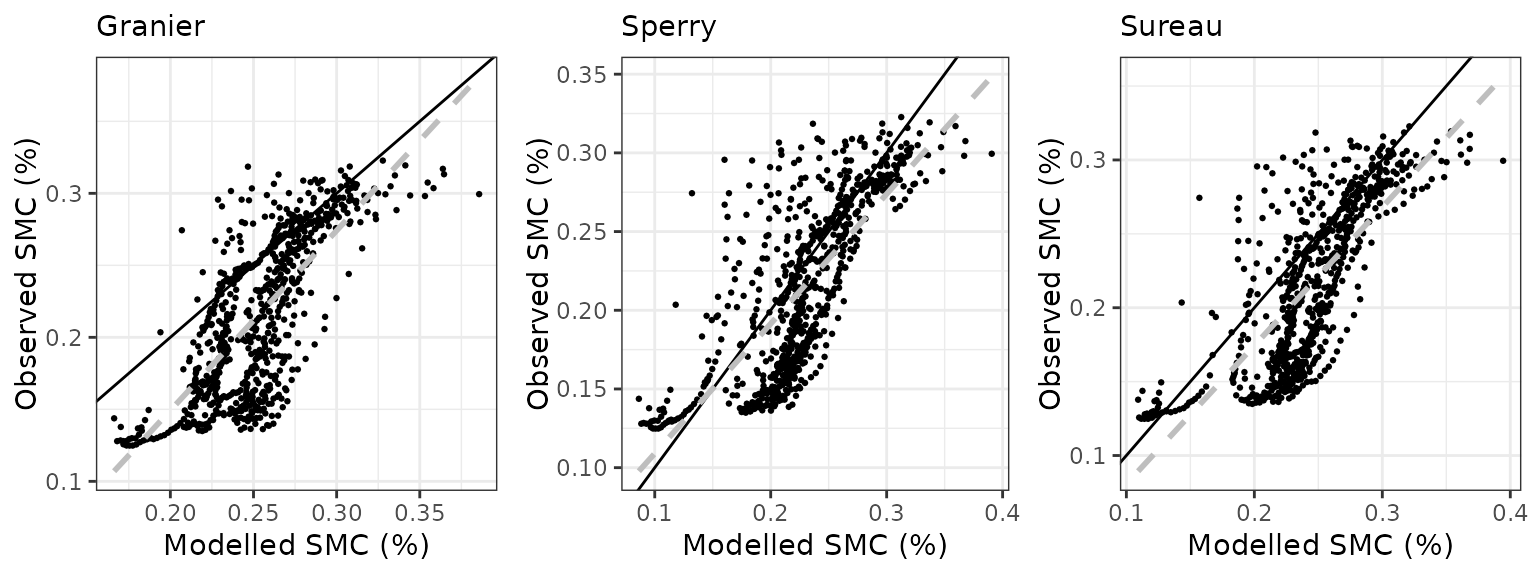 Granier
Observed SMC (%)
0.3
0.2
0.1
0.20 0.25 0.30 0.35
Modelled SMC (%)
Sperry
Observed SMC (%)
0.35
0.30
0.25
0.20
0.15
0.10
0.1 0.2 0.3 0.4
Modelled SMC (%)
Sureau
Observed SMC (%)
0.3
0.2
0.1
0.1 0.2 0.3 0.4
Modelled SMC (%)